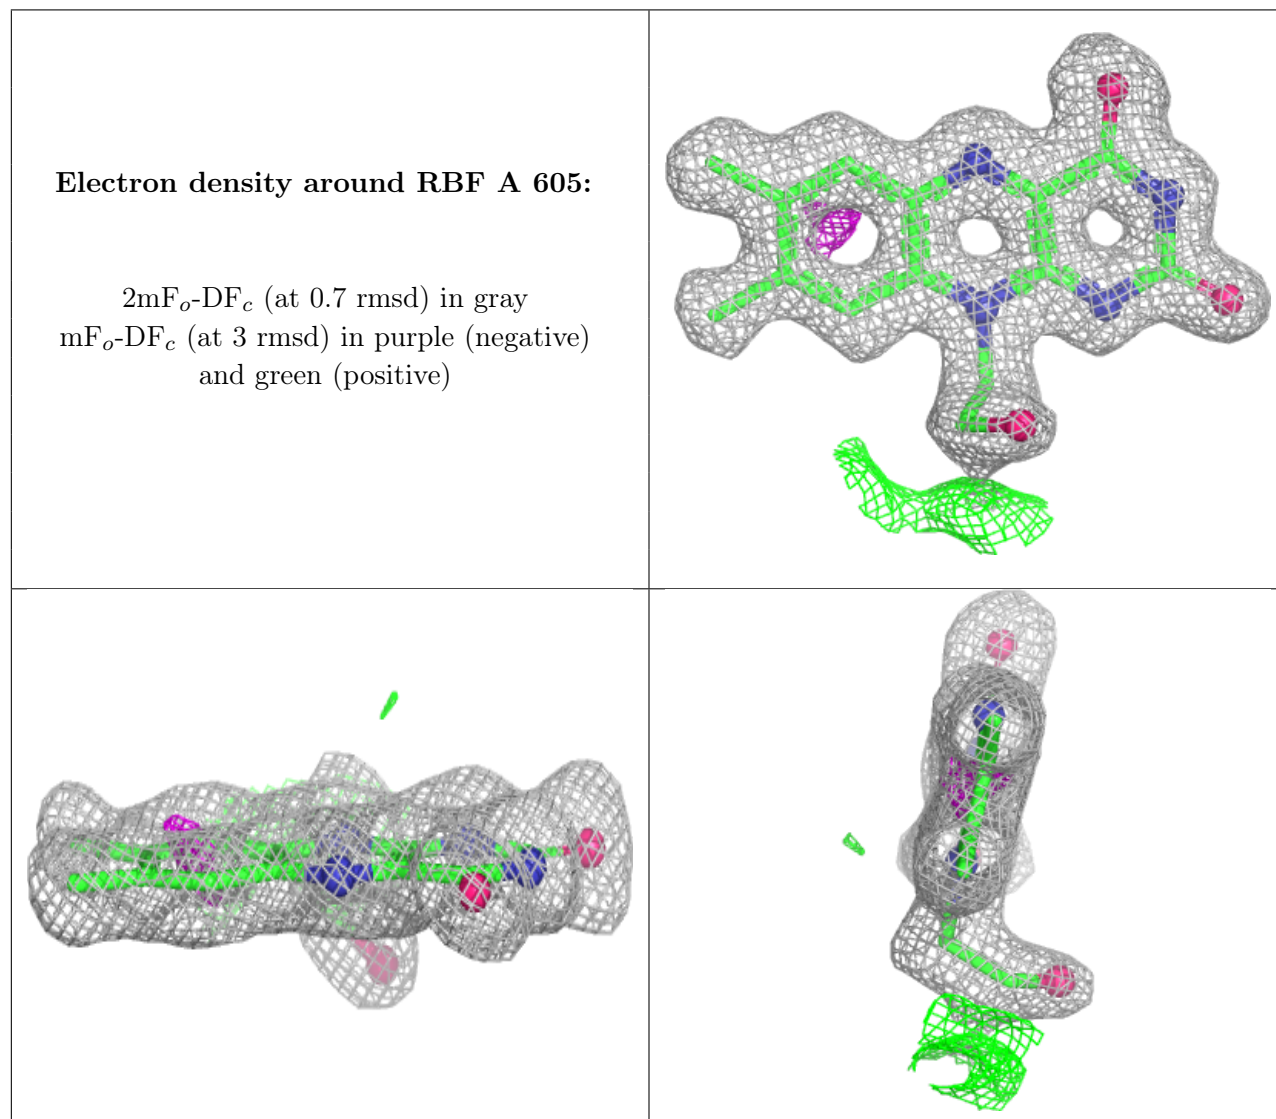 Electron density around RBF A 605:
2mFo-DFc (at 0.7 rmsd) in gray
mFo-DFc (at 3 rmsd) in purple (negative)
and green (positive)